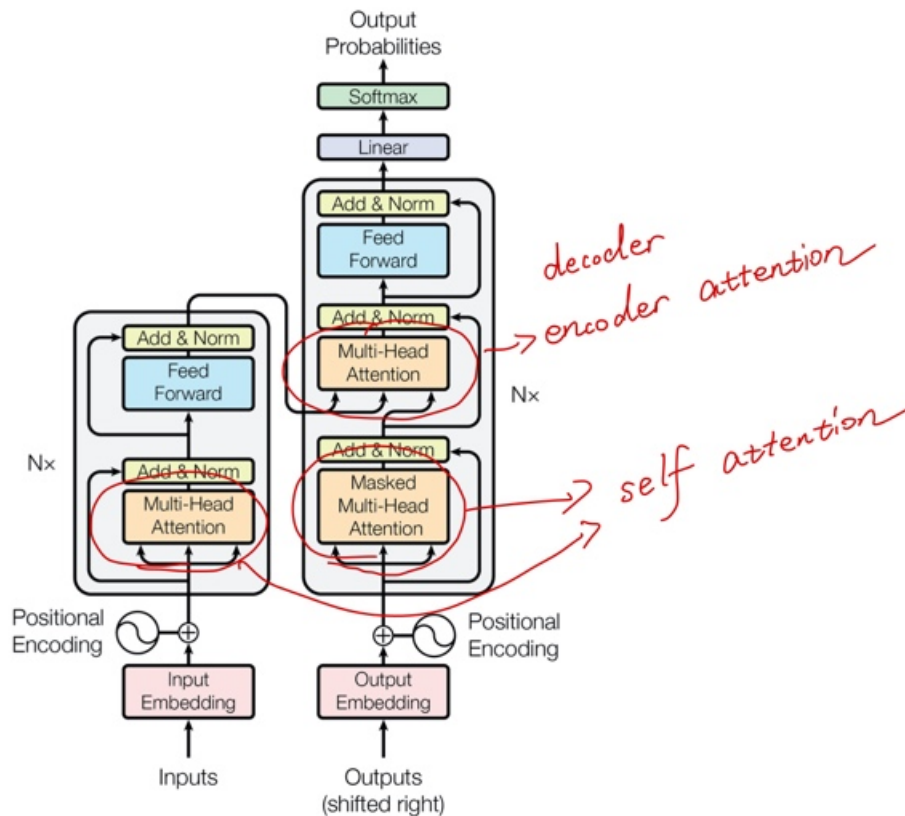 Output
Probabilities
Softmax
Linear
Add & Norm
Feed
Forward
Add & Norm
Multi-Head
Attention
Add & Norm
Masked
Multi-Head
Attention
Nx
Add & Norm
Feed
Forward
Add & Norm
Multi-Head
Attention
Nx
decoder
encoder attention
self attention
Positional
Encoding
Positional
Encoding
Input
Embedding
Output
Embedding
Inputs
Outputs
(shifted right)